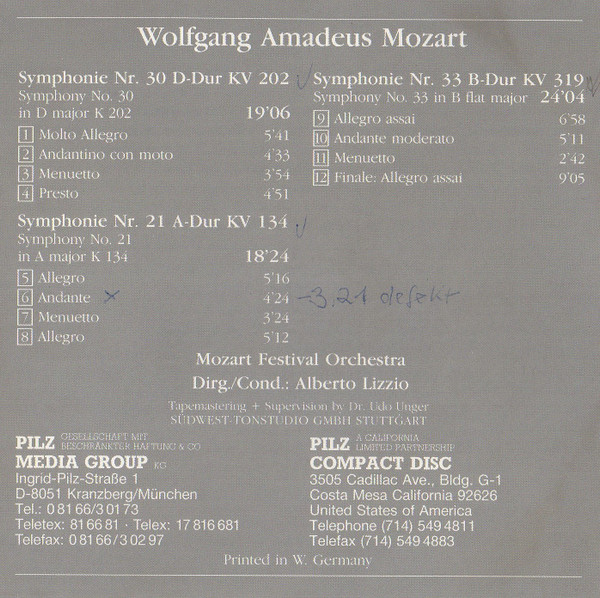 Wolfgang Amadeus Mozart
Symphonie Nr. 30 D-Dur KV 202
Symphony No. 30
in D major K 202 19'06
1 Molto Allegro 5'41
2 Andantino con moto 4'33
3 Menuetto 3'54
4 Presto 4'51
Symphonie Nr. 21 A-Dur KV 134
Symphony No. 21
in A major K 134 18'24
5 Allegro 5'16
6 Andante x 4'24 -3,21 defekt
7 Menuetto 3'24
8 Allegro 5'12
Symphonie Nr. 33 B-Dur KV 319
Symphony No. 33 in B flat major 24'04
9 Allegro assai 6'58
10 Andante moderato 5'11
11 Menuetto 2'42
12 Finale: Allegro assai 9'05
Mozart Festival Orchestra
Dirg./Cond.: Alberto Lizzio
Tapemastering + Supervision by Dr. Udo Unger
SÜDWEST-TONSTUDIO GMBH STUTTGART
PILZ GESELLSCHAFT MIT
BESCHRÄNKTER HAFTUNG & CO
MEDIA GROUP KG
Ingrid-Pilz-Straße 1
D-8051 Kranzberg/München
Tel.: 0 81 66/3 01 73
Teletex: 81 66 81 · Telex: 17 816 681
Telefax: 0 81 66/3 02 97
PILZ A CALIFORNIA
LIMITED PARTNERSHIP
COMPACT DISC
3505 Cadillac Ave., Bldg. G-1
Costa Mesa California 92626
United States of America
Telephone (714) 549 4811
Telefax (714) 549 4883
Printed in W. Germany